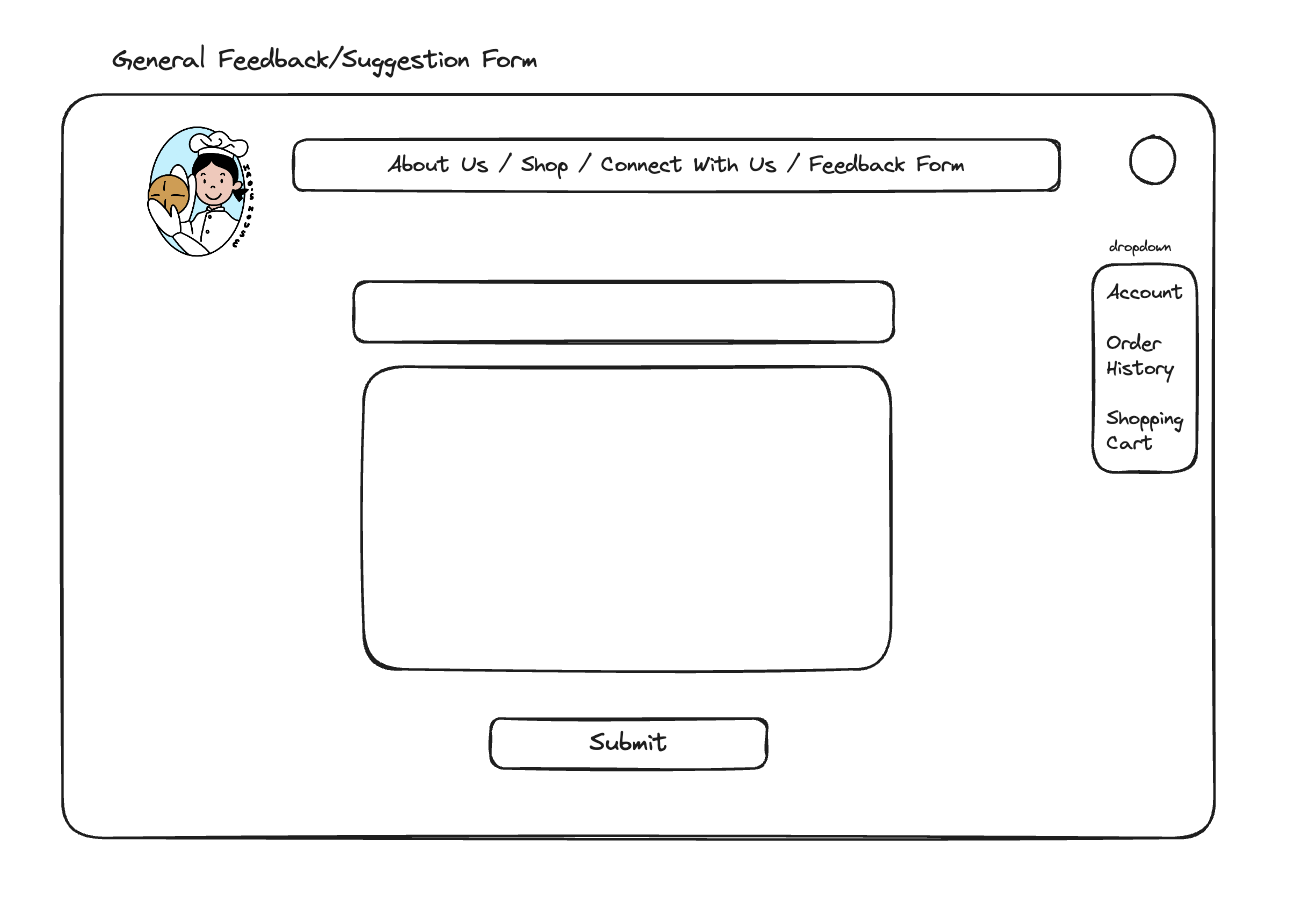 General Feedback/Suggestion Form
About Us / Shop / Connect With Us / Feedback Form
dropdown
Account
Order
History
Shopping
Cart
Submit